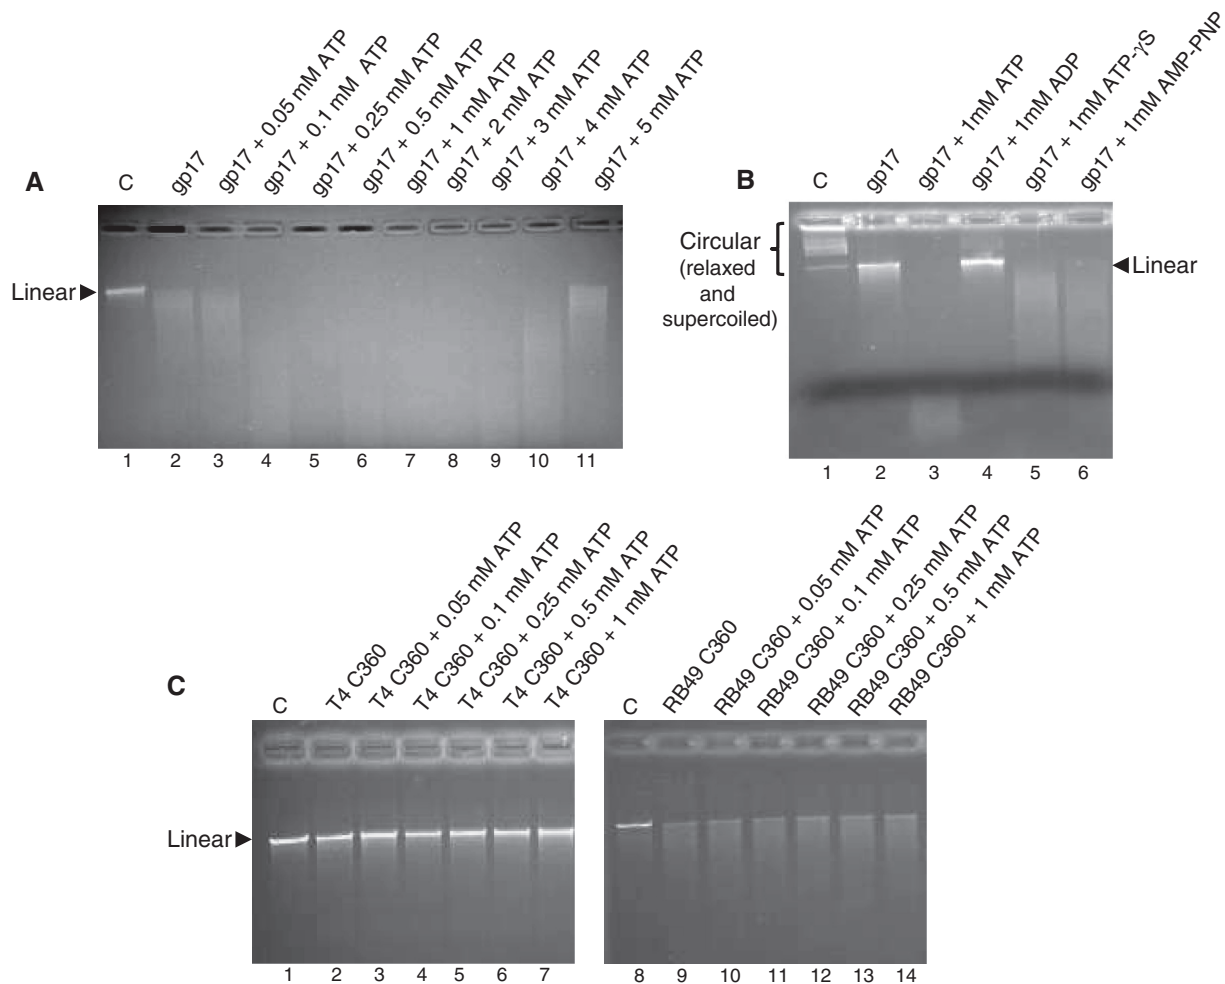 A
C
gp17
gp17 + 0.05 mM ATP
gp17 + 0.1 mM ATP
gp17 + 0.25 mM ATP
gp17 + 0.5 mM ATP
gp17 + 1 mM ATP
gp17 + 2 mM ATP
gp17 + 3 mM ATP
gp17 + 4 mM ATP
gp17 + 5 mM ATP
Linear
1 2 3 4 5 6 7 8 9 10 11
B
C
gp17
gp17 + 1mM ATP
gp17 + 1mM ADP
gp17 + 1mM ATP-γS
gp17 + 1mM AMP-PNP
Circular
(relaxed
and
supercoiled)
Linear
1 2 3 4 5 6
C
C
T4 C360
T4 C360 + 0.05 mM ATP
T4 C360 + 0.1 mM ATP
T4 C360 + 0.25 mM ATP
T4 C360 + 0.5 mM ATP
T4 C360 + 1 mM ATP
Linear
1 2 3 4 5 6 7
C
RB49 C360
RB49 C360 + 0.05 mM ATP
RB49 C360 + 0.1 mM ATP
RB49 C360 + 0.25 mM ATP
RB49 C360 + 0.5 mM ATP
RB49 C360 + 1 mM ATP
8 9 10 11 12 13 14